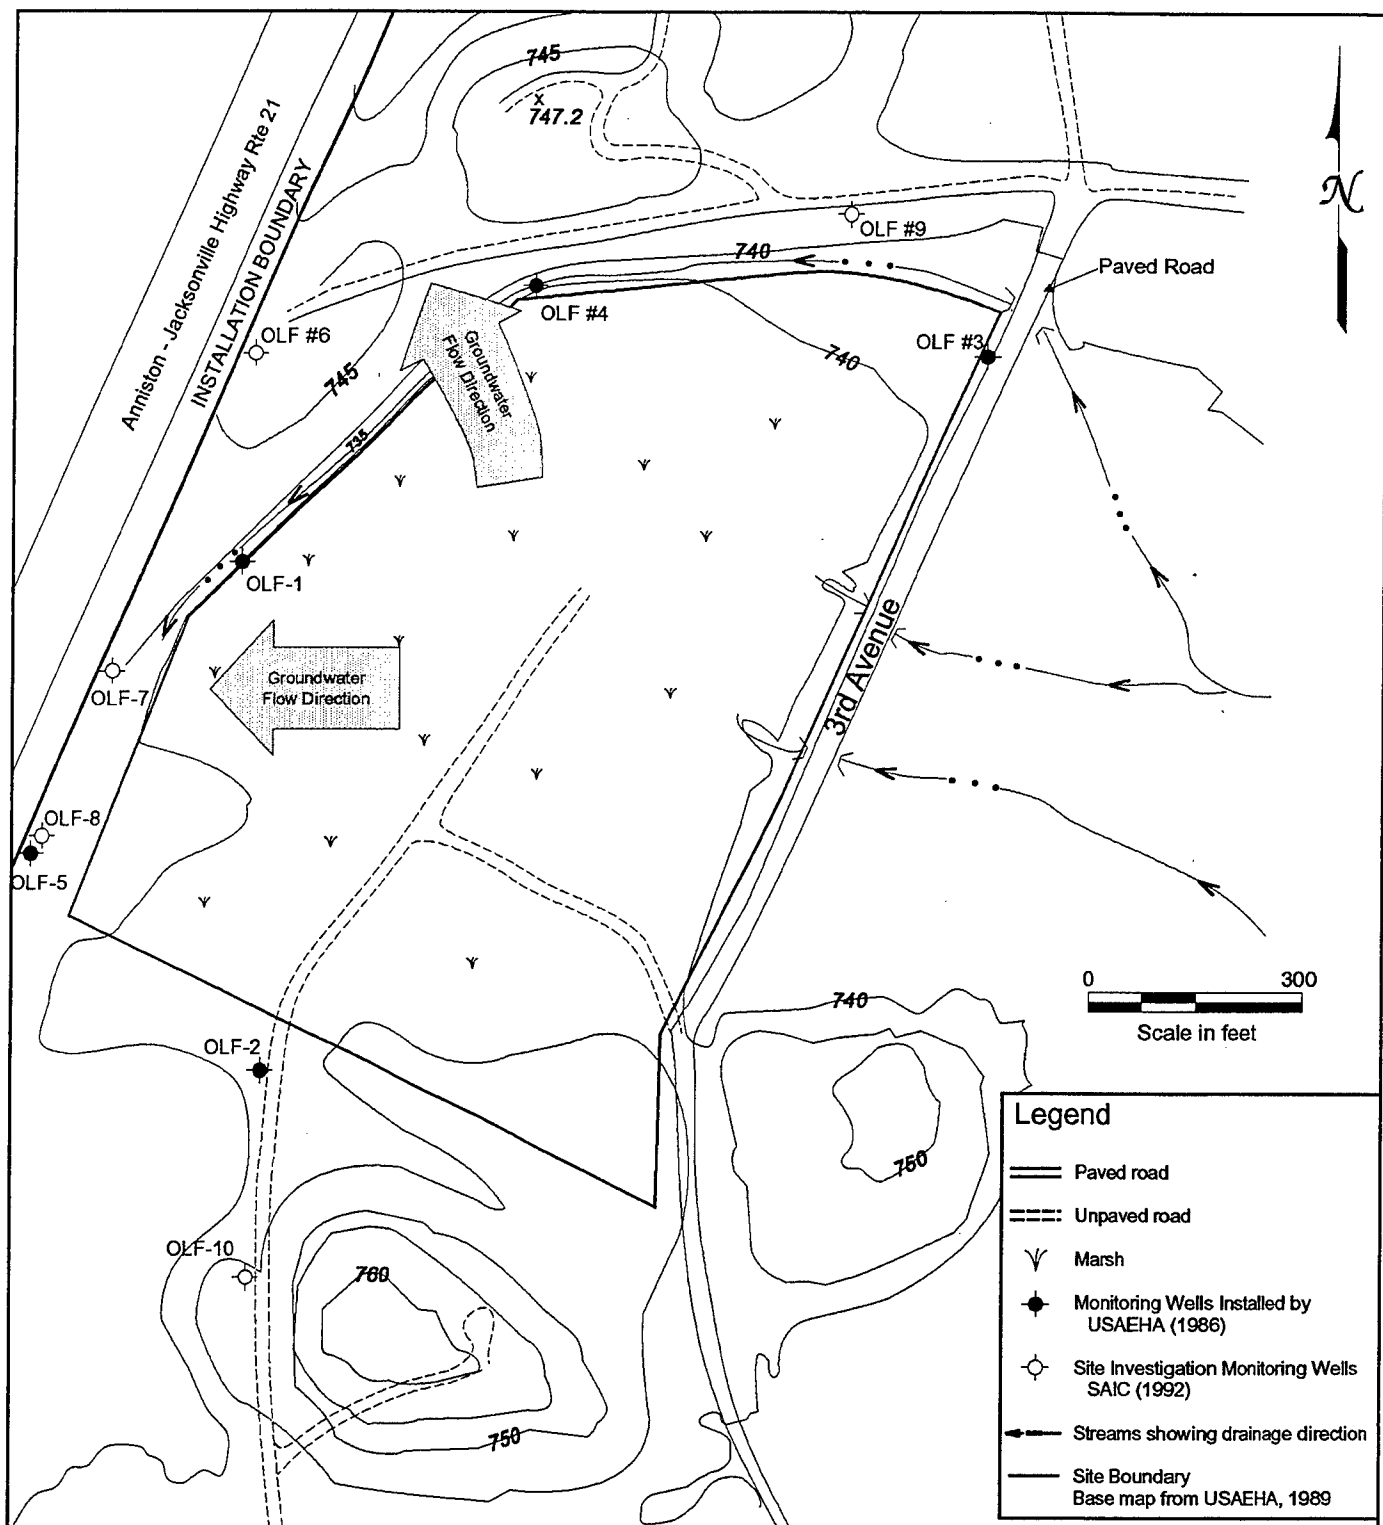 745
x
747.2
Anniston - Jacksonville Highway Rte 21
INSTALLATION BOUNDARY
N
OLF #9
740
Paved Road
OLF #4
OLF #6
OLF #3
740
745
Groundwater
Flow Direction
735
OLF-1
3rd Avenue
Groundwater
Flow Direction
OLF-7
OLF-8
OLF-5
0 300
Scale in feet
740
OLF-2
750
OLF-10
760
750
Legend
Paved road
Unpaved road
Marsh
Monitoring Wells Installed by
USAEHA (1986)
Site Investigation Monitoring Wells
SAIC (1992)
Streams showing drainage direction
Site Boundary
Base map from USAEHA, 1989